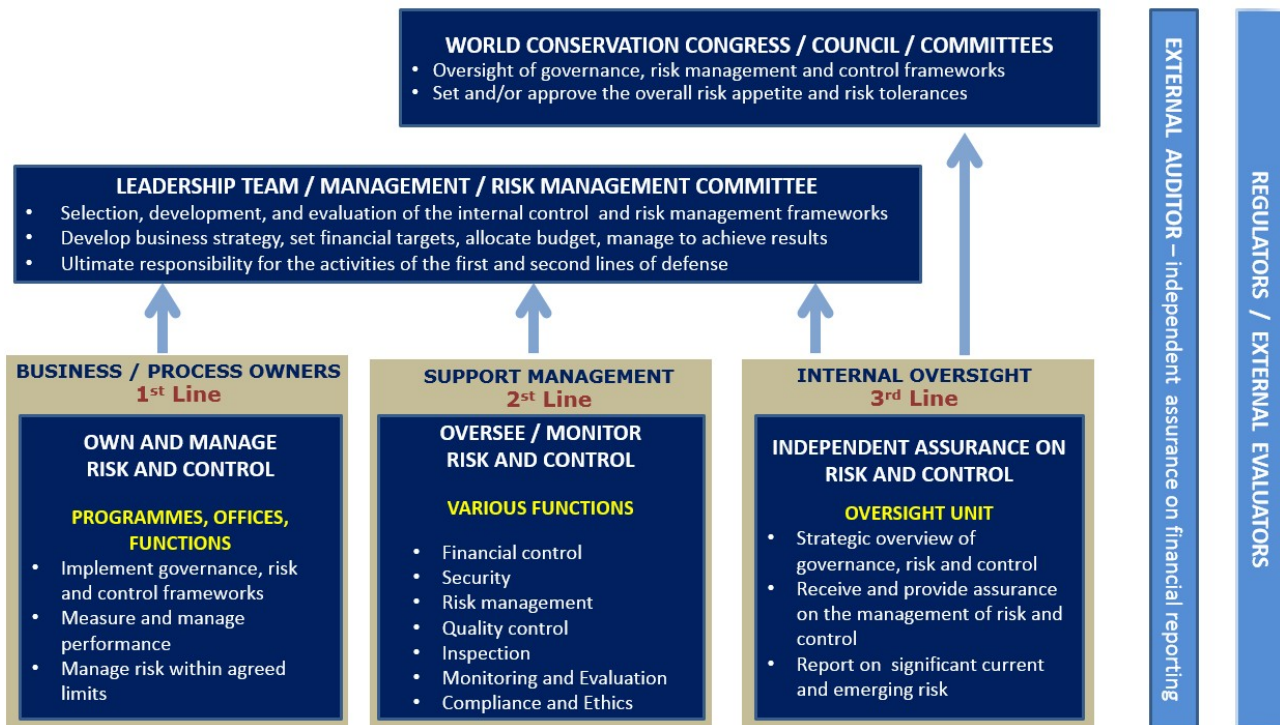 WORLD CONSERVATION CONGRESS / COUNCIL / COMMITTEES
• Oversight of governance, risk management and control frameworks
• Set and/or approve the overall risk appetite and risk tolerances
LEADERSHIP TEAM / MANAGEMENT / RISK MANAGEMENT COMMITTEE
• Selection, development, and evaluation of the internal control and risk management frameworks
• Develop business strategy, set financial targets, allocate budget, manage to achieve results
• Ultimate responsibility for the activities of the first and second lines of defense
BUSINESS / PROCESS OWNERS
1st Line
OWN AND MANAGE
RISK AND CONTROL
PROGRAMMES, OFFICES,
FUNCTIONS
• Implement governance, risk
and control frameworks
• Measure and manage
performance
• Manage risk within agreed
limits
SUPPORT MANAGEMENT
2st Line
OVERSEE / MONITOR
RISK AND CONTROL
VARIOUS FUNCTIONS
• Financial control
• Security
• Risk management
• Quality control
• Inspection
• Monitoring and Evaluation
• Compliance and Ethics
INTERNAL OVERSIGHT
3rd Line
INDEPENDENT ASSURANCE ON
RISK AND CONTROL
OVERSIGHT UNIT
• Strategic overview of
governance, risk and control
• Receive and provide assurance
on the management of risk and
control
• Report on significant current
and emerging risk
EXTERNAL AUDITOR – independent assurance on financial reporting
REGULATORS / EXTERNAL EVALUATORS